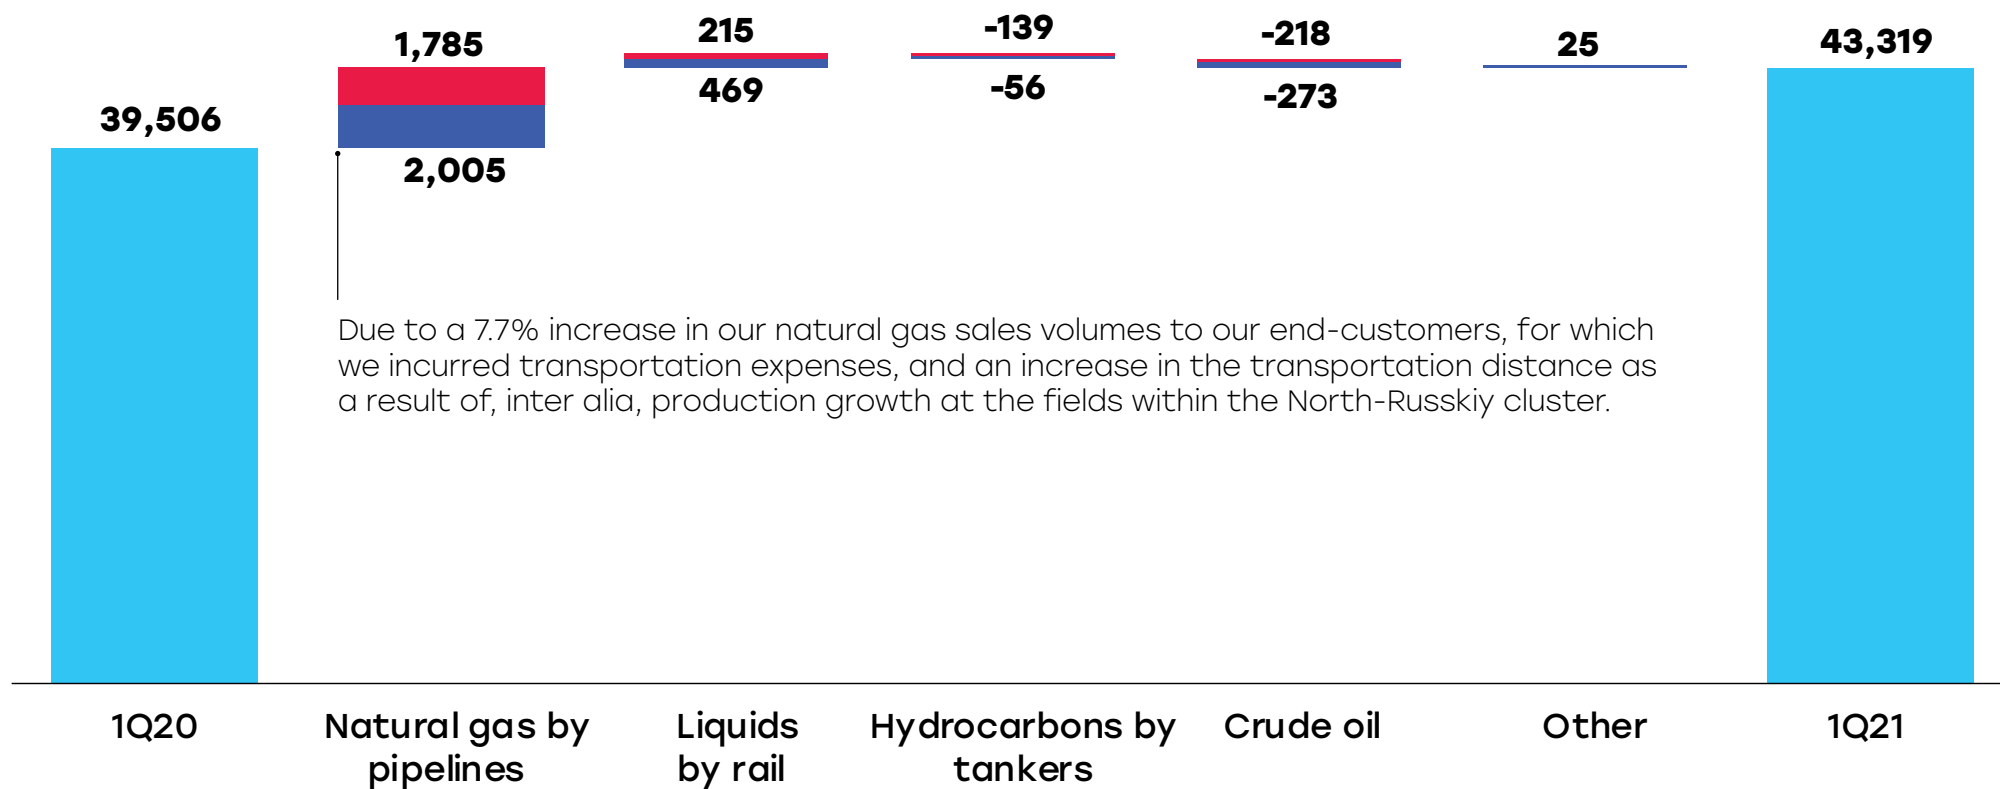 39,506
1,785
2,005
215
469
-139
-56
-218
-273
25
43,319
Due to a 7.7% increase in our natural gas sales volumes to our end-customers, for which
we incurred transportation expenses, and an increase in the transportation distance as
a result of, inter alia, production growth at the fields within the North-Russkiy cluster.
1Q20
Natural gas by
pipelines
Liquids
by rail
Hydrocarbons by
tankers
Crude oil
Other
1Q21